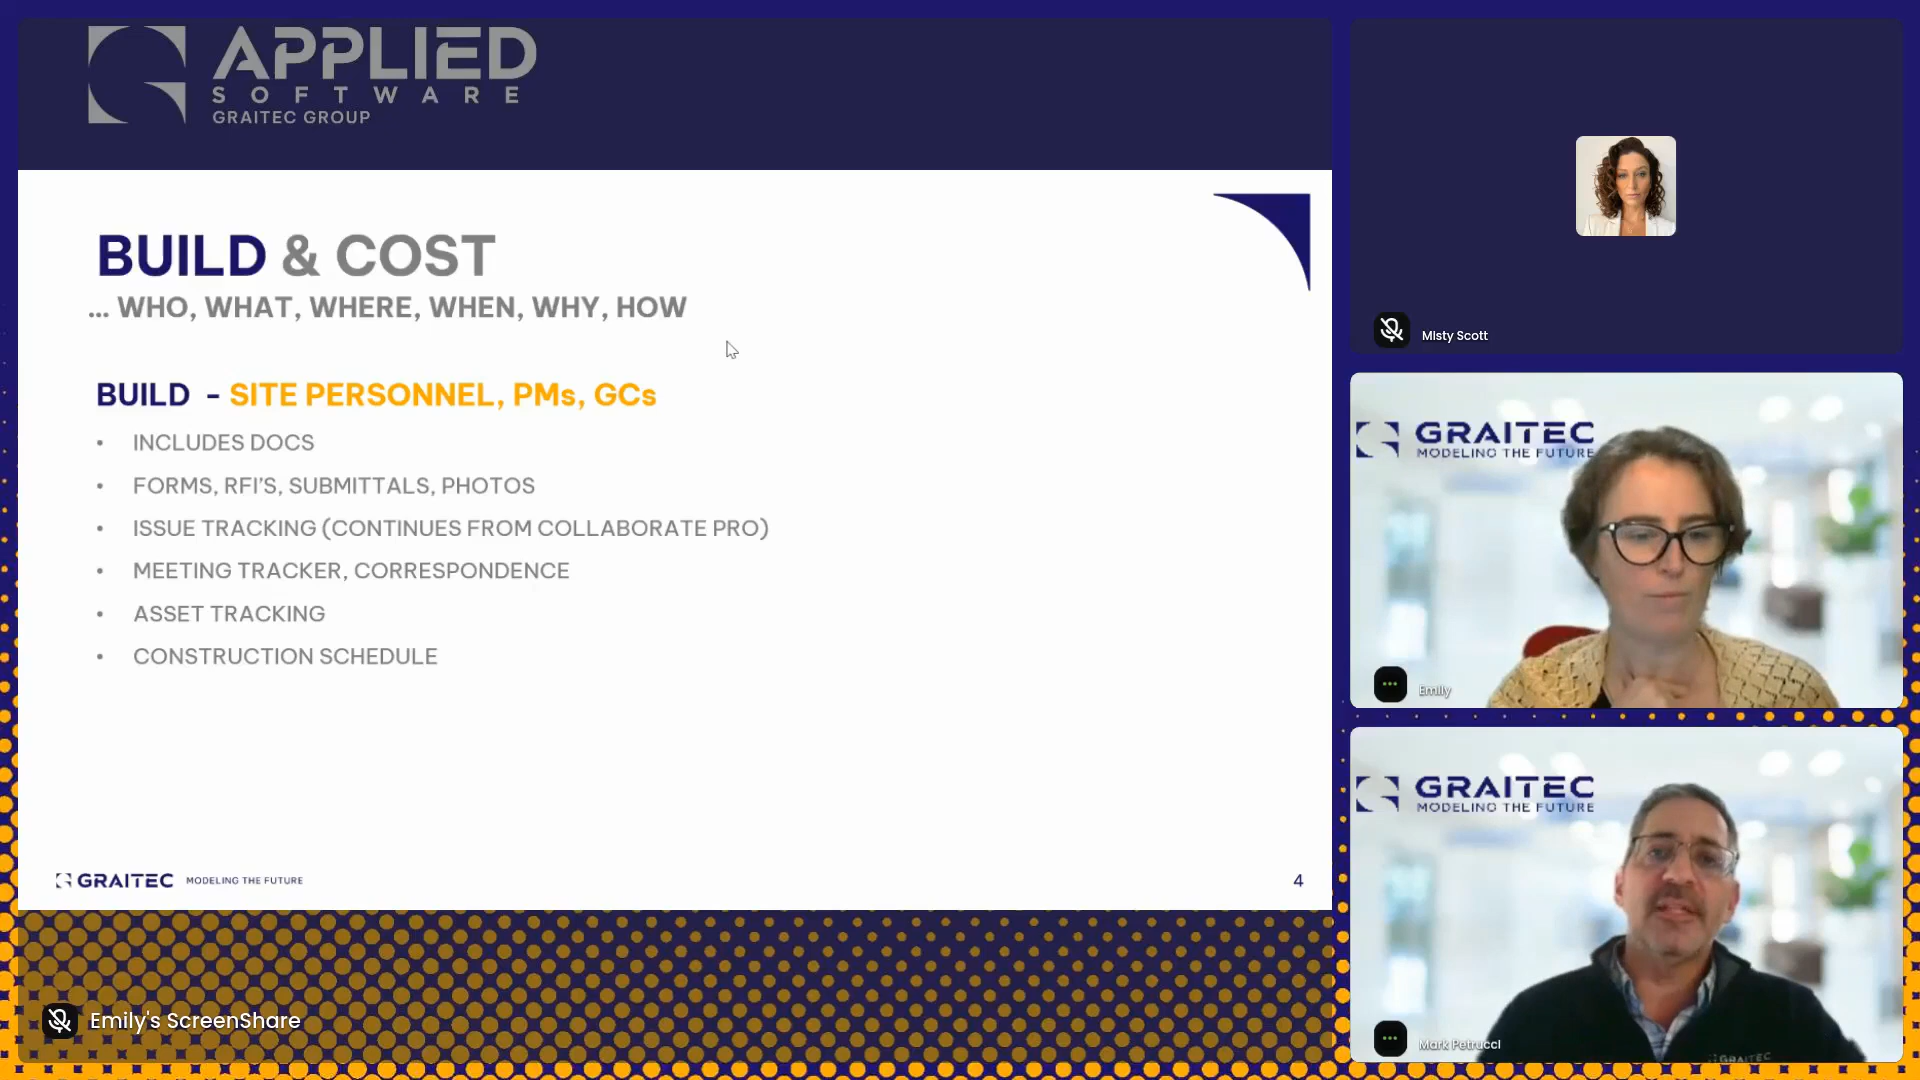 APPLIED
SOFTWARE
GRAITEC GROUP
BUILD & COST
... WHO, WHAT, WHERE, WHEN, WHY, HOW
BUILD - SITE PERSONNEL, PMs, GCs
• INCLUDES DOCS
• FORMS, RFI'S, SUBMITTALS, PHOTOS
• ISSUE TRACKING (CONTINUES FROM COLLABORATE PRO)
• MEETING TRACKER, CORRESPONDENCE
• ASSET TRACKING
• CONSTRUCTION SCHEDULE
GRAITEC MODELING THE FUTURE
4
Emily's ScreenShare
MIsty Scott
GRAITEC
MODELING THE FUTURE
Emily
GRAITEC
MODELING THE FUTURE
GRAITEC
Mark PetruccI